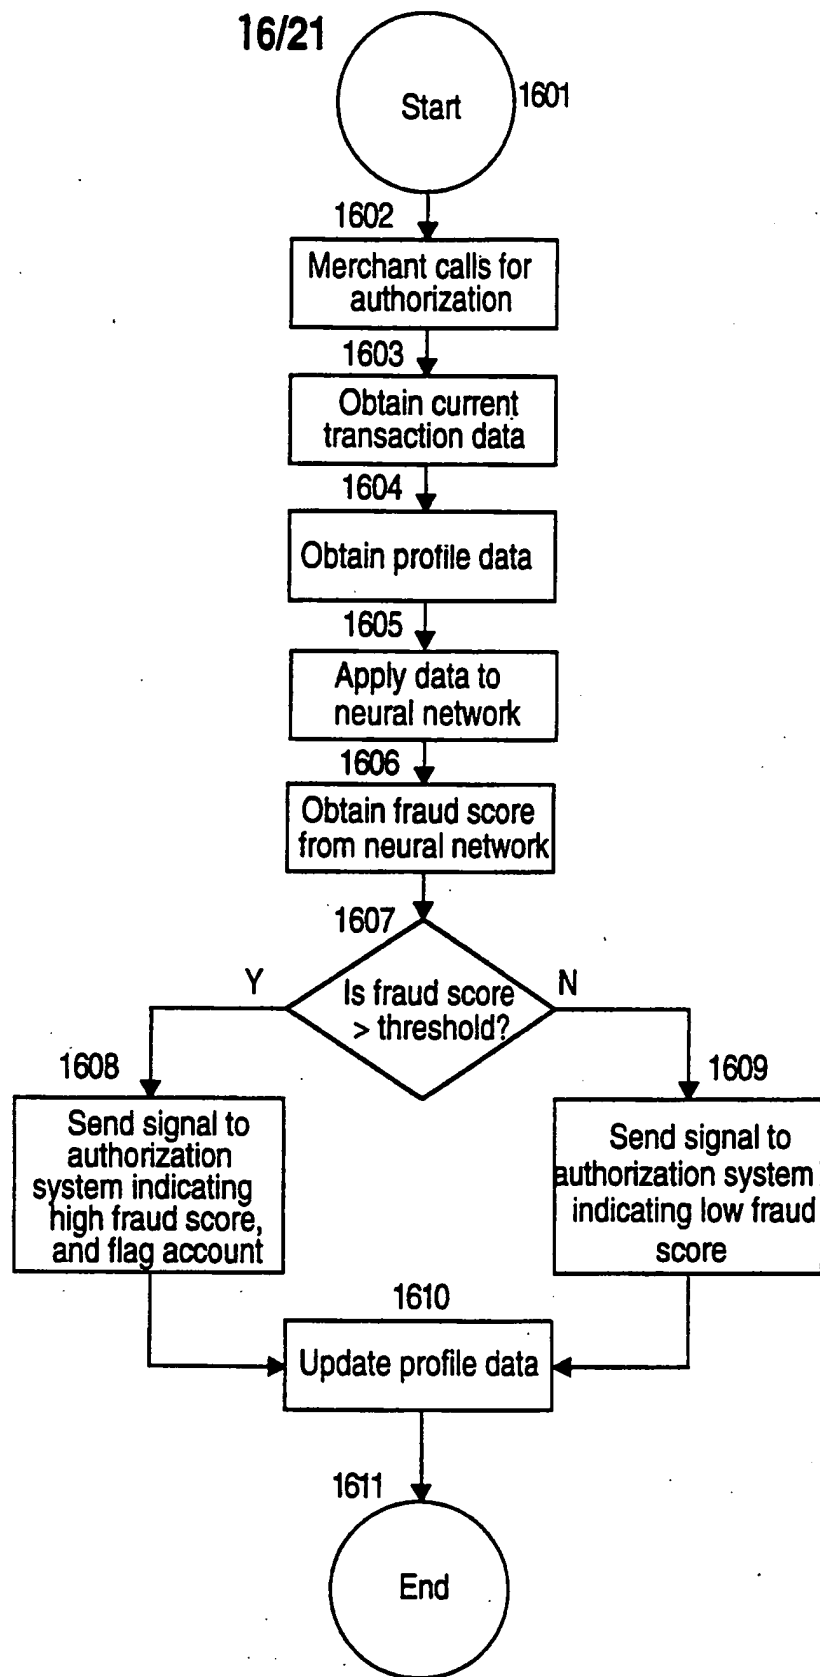 16/21
Start
1601
1602
Merchant calls for
authorization
1603
Obtain current
transaction data
1604
Obtain profile data
1605
Apply data to
neural network
1606
Obtain fraud score
from neural network
1607
Is fraud score
> threshold?
Y
N
1608
Send signal to
authorization
system indicating
high fraud score,
and flag account
1609
Send signal to
authorization system
indicating low fraud
score
1610
Update profile data
1611
End